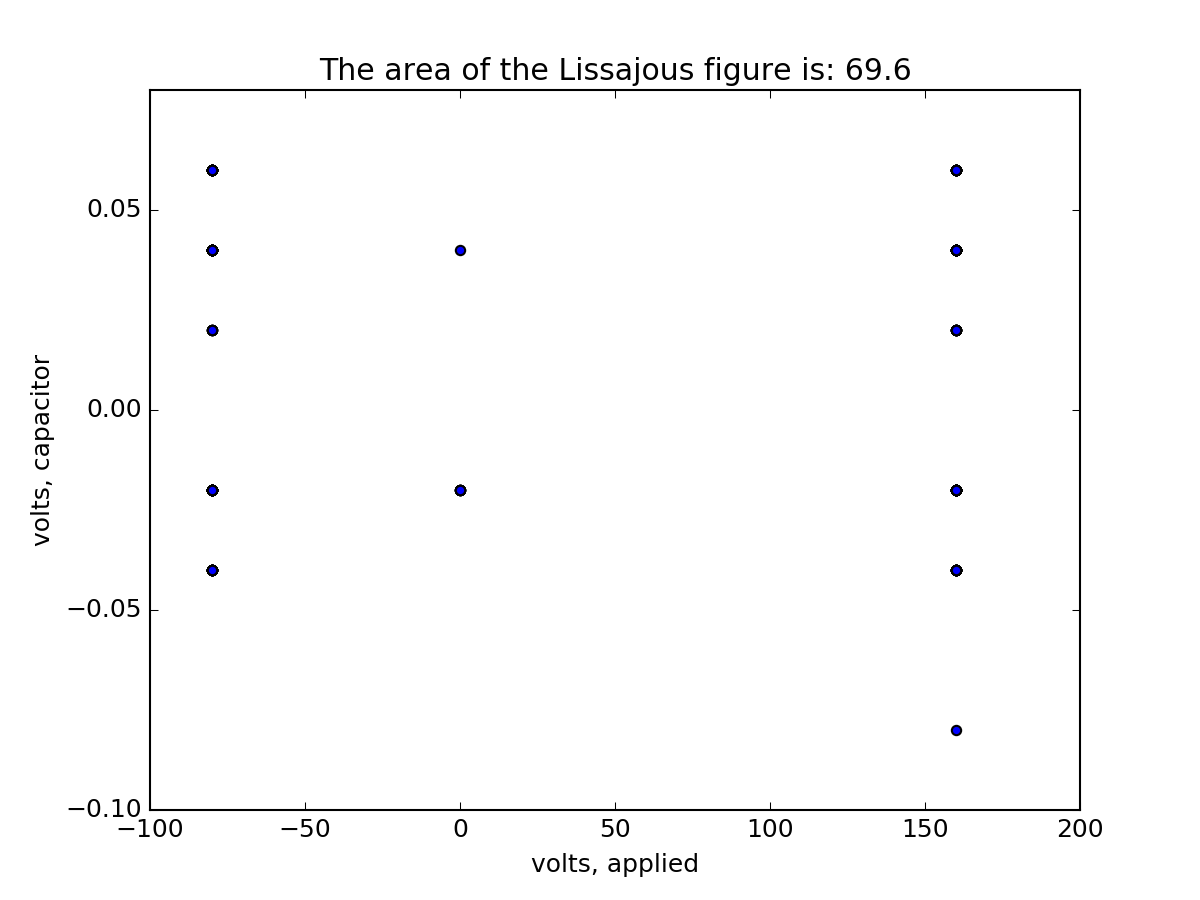 The area of the Lissajous figure is: 69.6
0.05
0.00
−0.05
−0.10
volts, capacitor
−100 −50 0 50 100 150 200
volts, applied